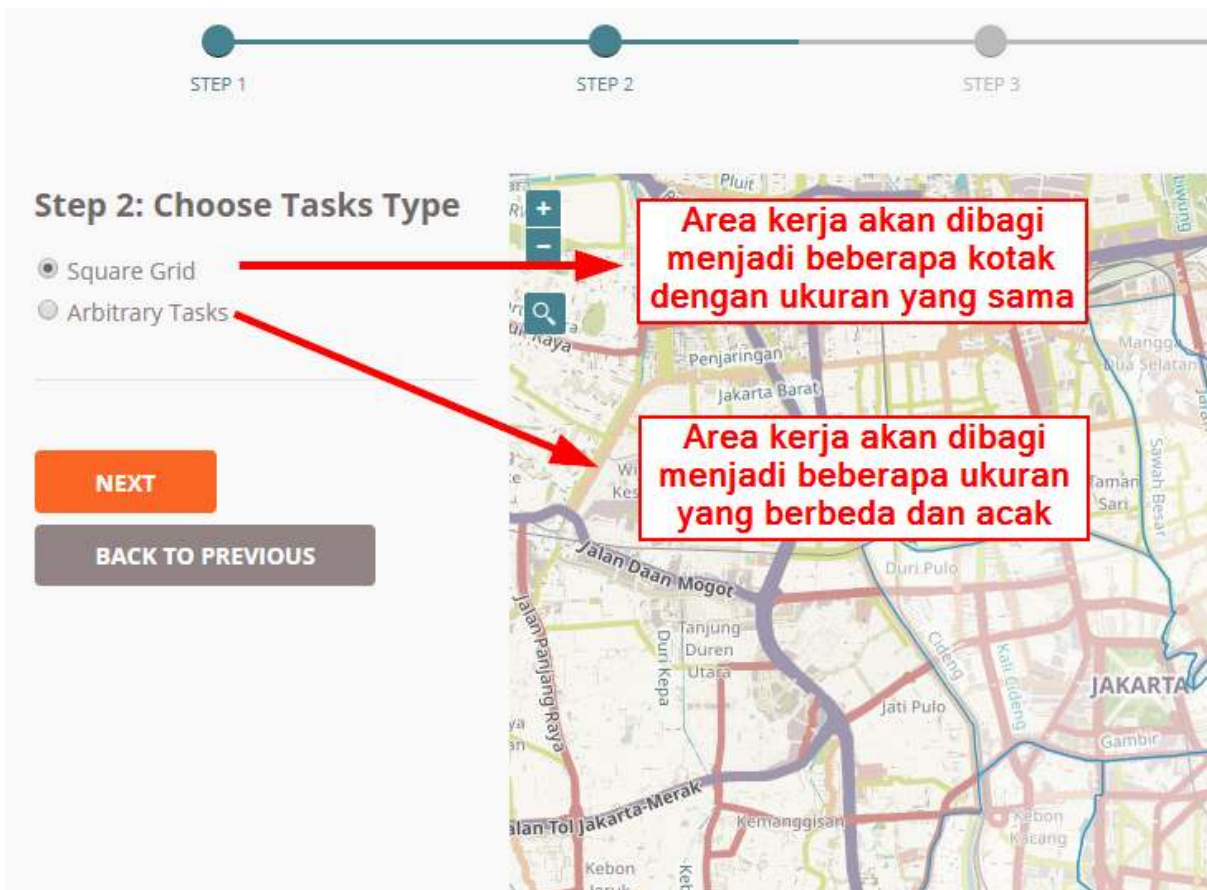 STEP 1
STEP 2
STEP 3
Step 2: Choose Tasks Type
Square Grid
Arbitrary Tasks
NEXT
BACK TO PREVIOUS
+
−
Area kerja akan dibagi
menjadi beberapa kotak
dengan ukuran yang sama
Area kerja akan dibagi
menjadi beberapa ukuran
yang berbeda dan acak
Pluit
Penjaringan
Jakarta Barat
Mangga
Dua Selatan
Sawah Besar
Taman
Sari
Jalan Daan Mogot
Duri Pulo
Jalan Panjang Raya
Duri Kepa
Tanjung
Duren
Utara
Cideng
Kali Cideng
JAKARTA
Jati Pulo
Gambir
Jakarta-Merak
Kemanggisan
Kebon
Kacang
Kebon